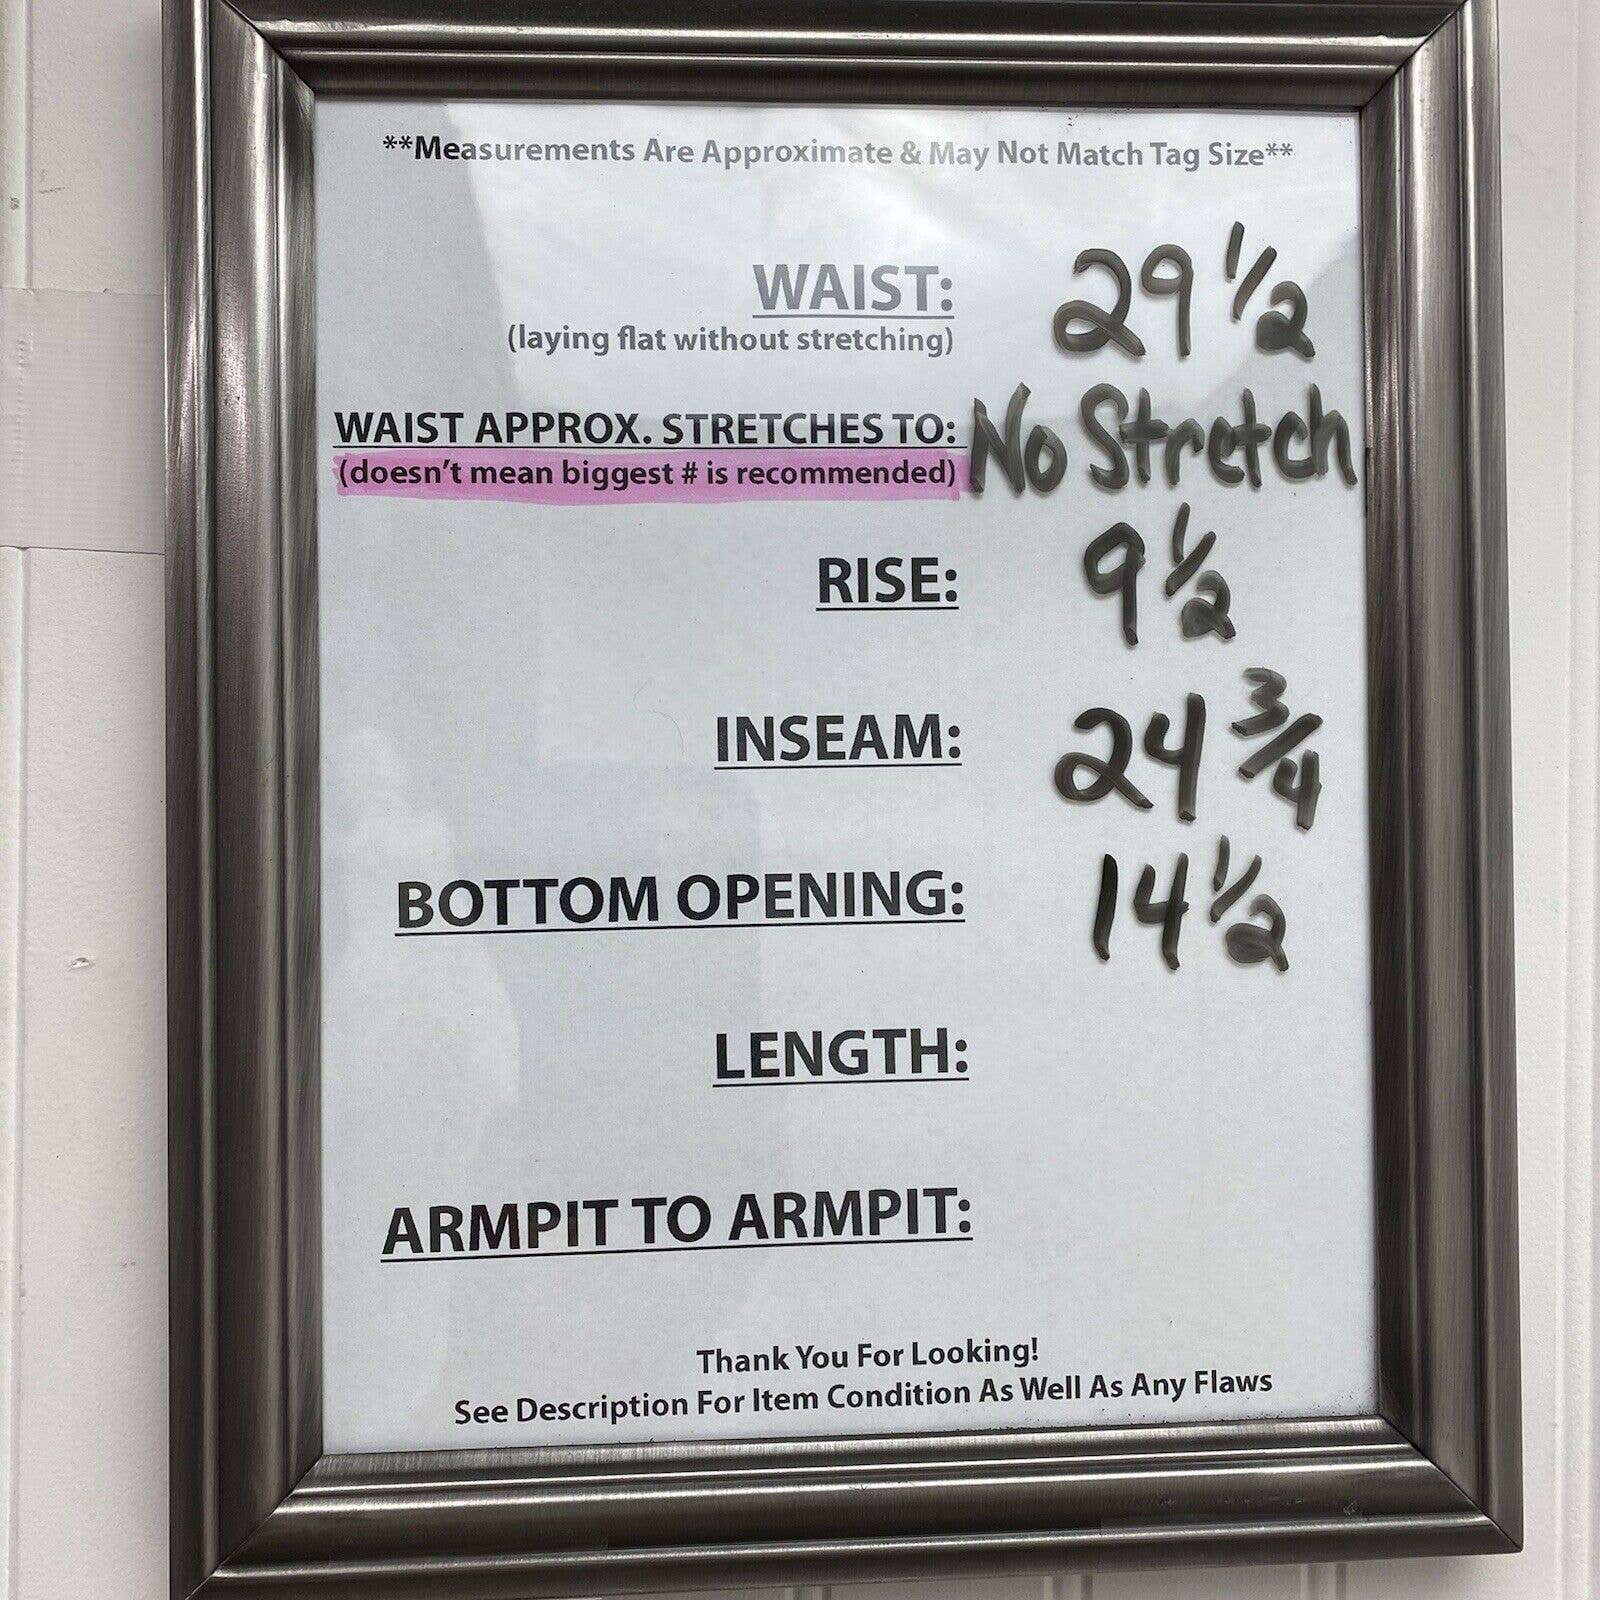 **Measurements Are Approximate & May Not Match Tag Size**
WAIST: 29 1/2
(laying flat without stretching)
WAIST APPROX. STRETCHES TO: No Stretch
(doesn't mean biggest # is recommended)
RISE: 9 1/2
INSEAM: 24 3/4
BOTTOM OPENING: 14 1/2
LENGTH:
ARMPIT TO ARMPIT:
Thank You For Looking!
See Description For Item Condition As Well As Any Flaws